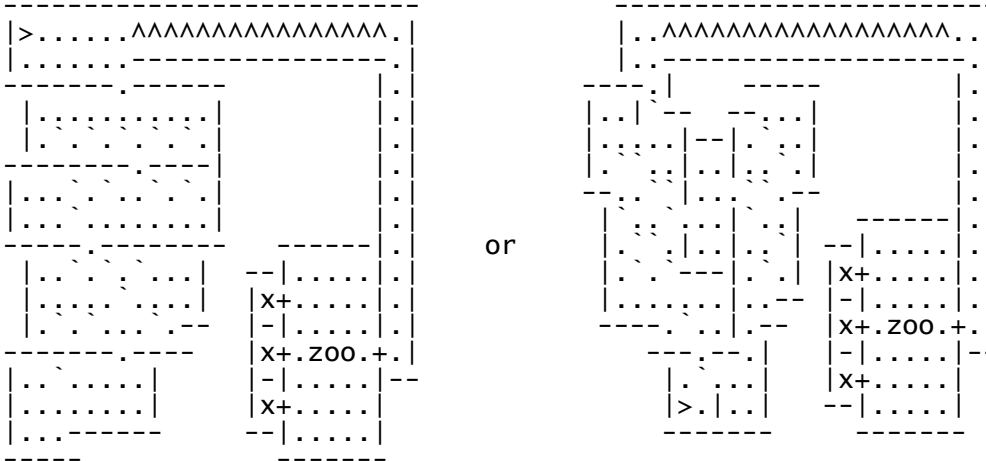 --------------------------            ------------------------
|>......^^^^^^^^^^^^^^^^.|            |..^^^^^^^^^^^^^^^^^^..
|.......----------------.|            |..-------------------.
-------.------         |.|          ----.|     -----        |.
 |...........|         |.|          |..|`--  --...|        |.
 |.`.`.`.`.`.|         |.|          |.....|--|.`..|        |.
--------.----|         |.|          |.``..|..|..`.|        |.
|...`.`.`.`.`|         |.|          --..``|...``.--        |.
|...`........|         |.|           |`..`...|`..|   ------|.
-----.--------   ------|.|    or     |.``.|..|..`| --|.....|.
 |..`.`.`...|  --|.....|.|           |.`.`---|.`.| |x+.....|.
 |.....`....|  |x+.....|.|           |.......|..-- |-|.....|.
 |.`.`...`.--  |-|.....|.|           ----.`..|.--  |x+.zoo.+.
-------.----   |x+.zoo.+.|              ---.--.|   |-|.....|--
|..`.....|     |-|.....|--               |.`...|   |x+.....|
|........|     |x+.....|                 |>.|..|   --|.....|
|...------     --|.....|                 -------     -------
-----            -------